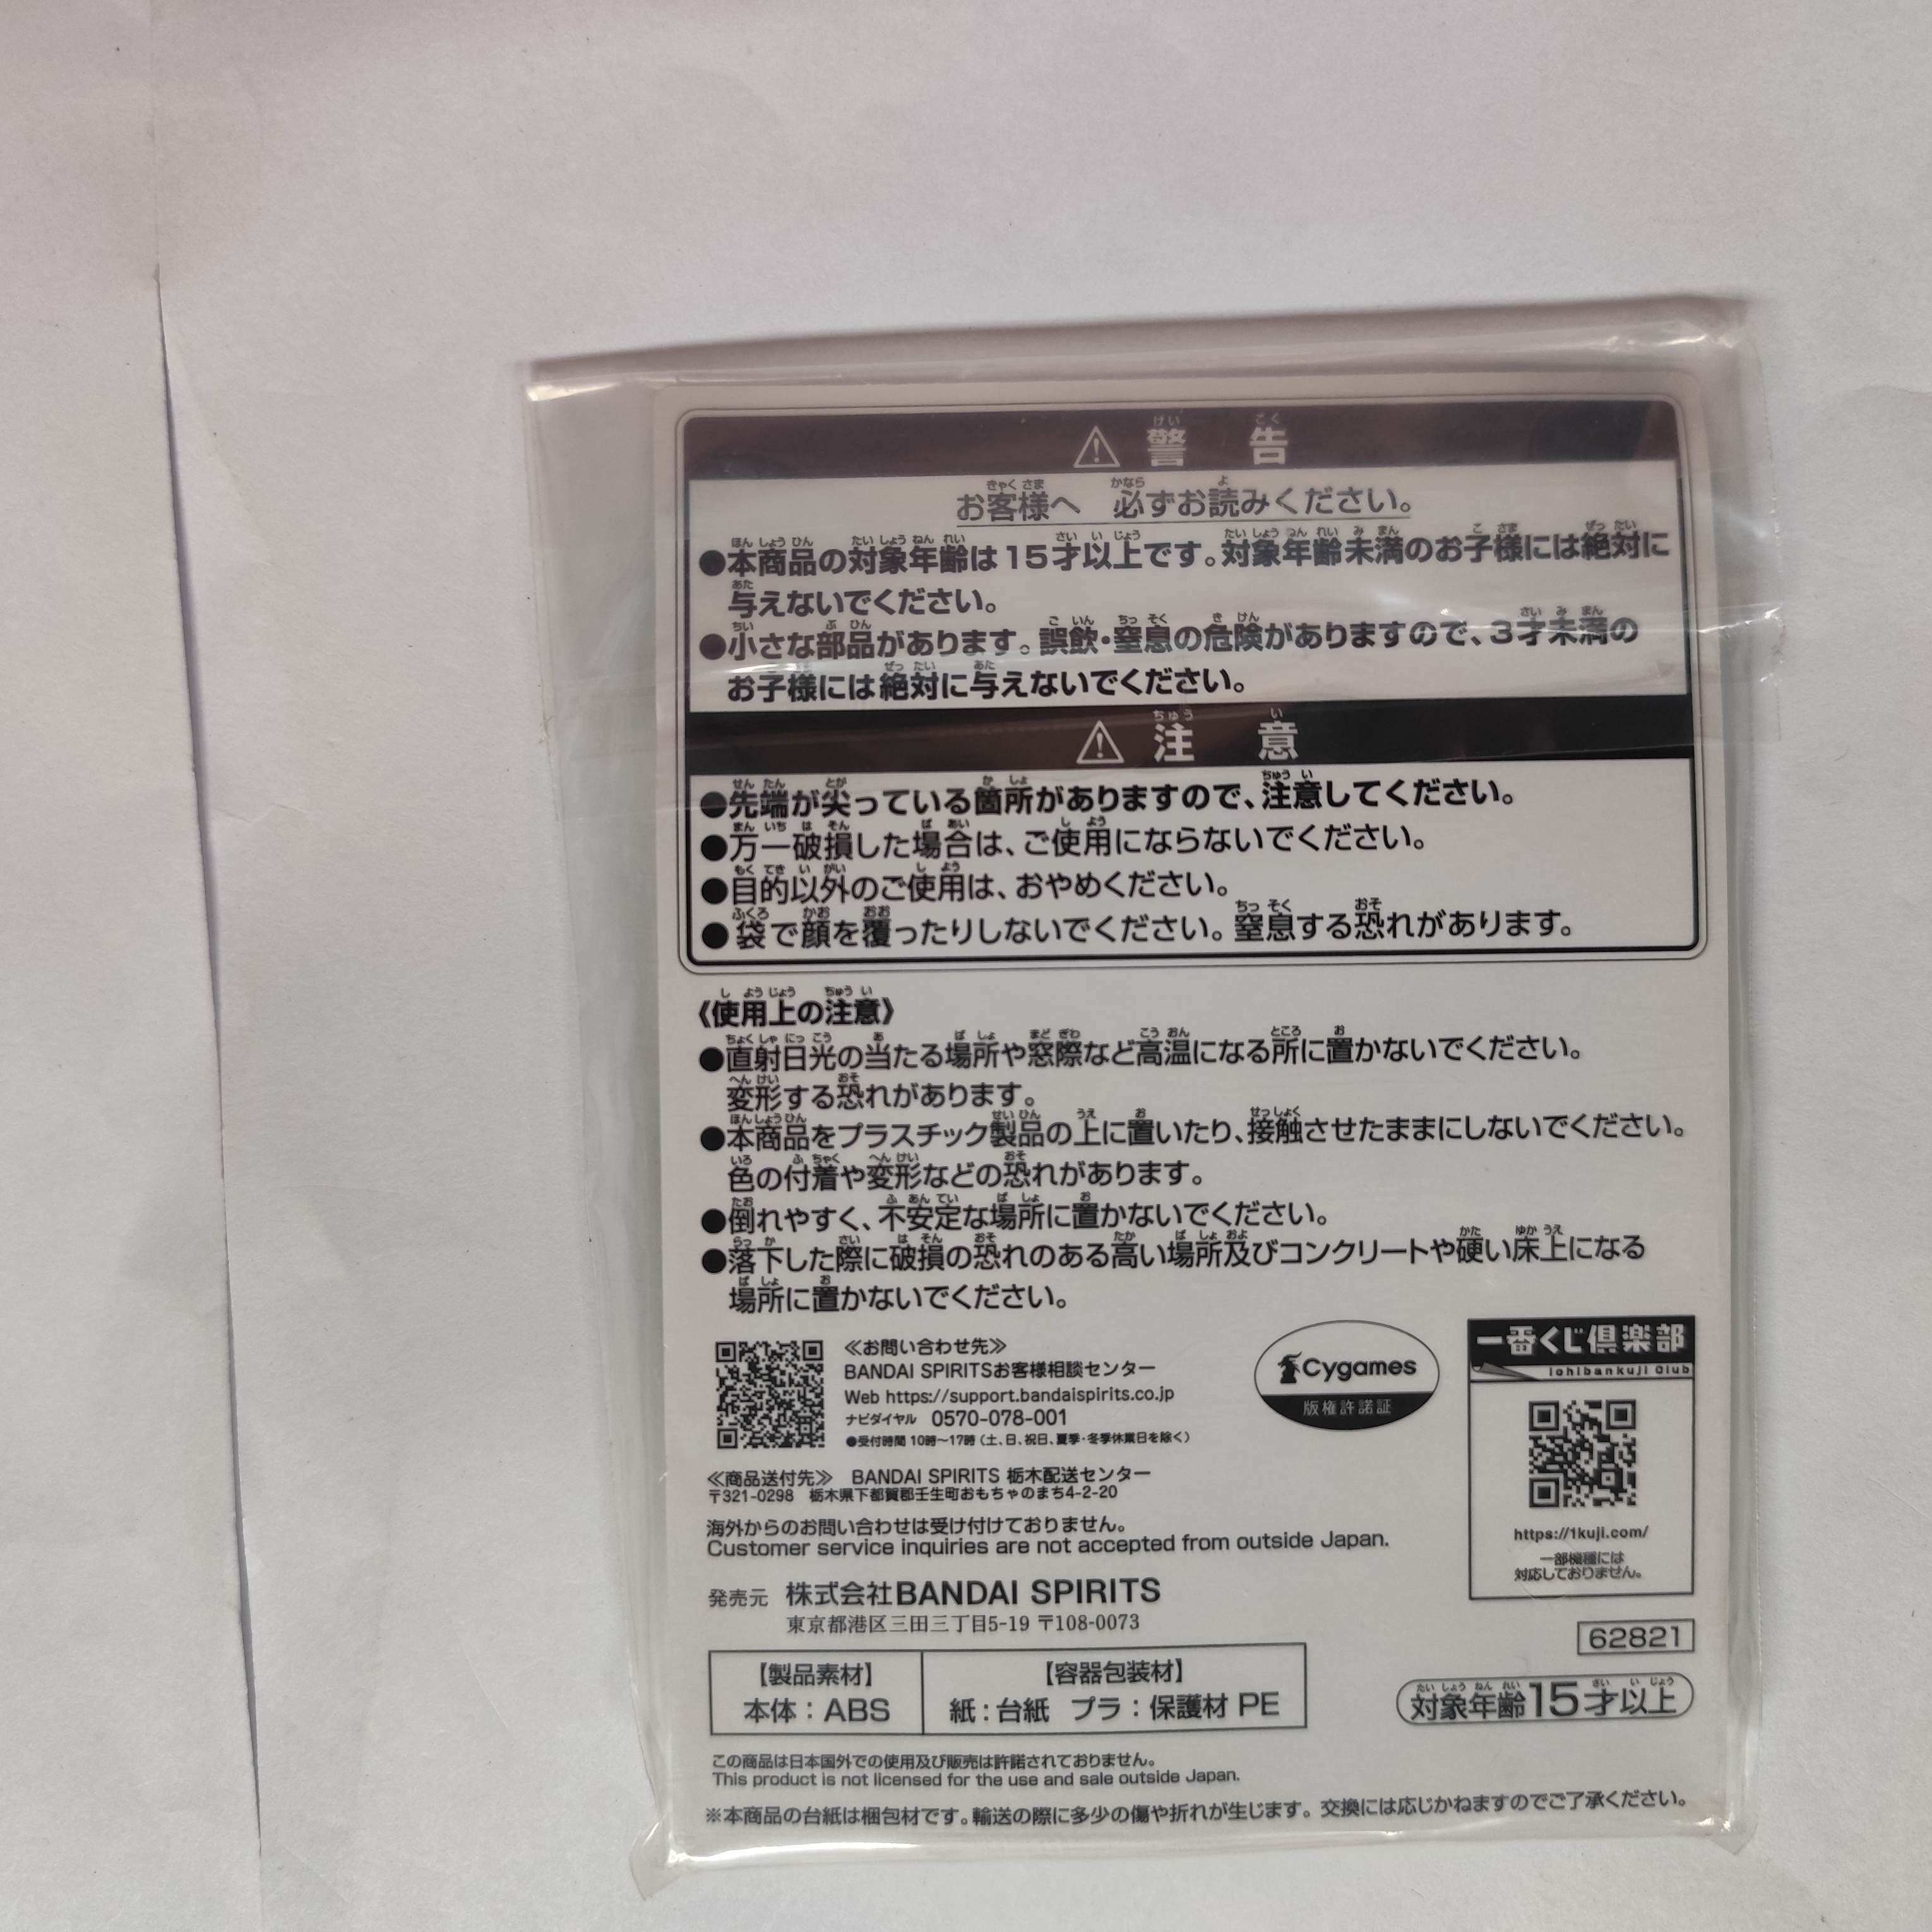 ⚠ 警告
お客様へ 必ずお読みください。
●本商品の対象年齢は15才以上です。対象年齢未満のお子様には絶対に
与えないでください。
●小さな部品があります。誤飲・窒息の危険がありますので、3才未満の
お子様には絶対に与えないでください。
⚠ 注意
●先端が尖っている箇所がありますので、注意してください。
●万一破損した場合は、ご使用にならないでください。
●目的以外のご使用は、おやめください。
●袋で顔を覆ったりしないでください。窒息する恐れがあります。
《使用上の注意》
●直射日光の当たる場所や窓際など高温になる所に置かないでください。
変形する恐れがあります。
●本商品をプラスチック製品の上に置いたり、接触させたままにしないでください。
色の付着や変形などの恐れがあります。
●倒れやすく、不安定な場所に置かないでください。
●落下した際に破損の恐れのある高い場所及びコンクリートや硬い床上になる
場所に置かないでください。
≪お問い合わせ先≫
BANDAI SPIRITSお客様相談センター
Web https://support.bandaispirits.co.jp
ナビダイヤル 0570-078-001
●受付時間 10時～17時（土、日、祝日、夏季・冬季休業日を除く）
Cygames
版権許諾証
一番くじ倶楽部
Ichibankuji Club
https://1kuji.com/
一部機種には
対応しておりません。
≪商品送付先≫ BANDAI SPIRITS 栃木配送センター
〒321-0298 栃木県下都賀郡壬生町おもちゃのまち4-2-20
海外からのお問い合わせは受け付けておりません。
Customer service inquiries are not accepted from outside Japan.
発売元 株式会社BANDAI SPIRITS
東京都港区三田三丁目5-19 〒108-0073
62821
【製品素材】
本体：ABS
【容器包装材】
紙：台紙 プラ：保護材 PE
対象年齢15才以上
この商品は日本国外での使用及び販売は許諾されておりません。
This product is not licensed for the use and sale outside Japan.
※本商品の台紙は梱包材です。輸送の際に多少の傷や折れが生じます。交換には応じかねますのでご了承ください。